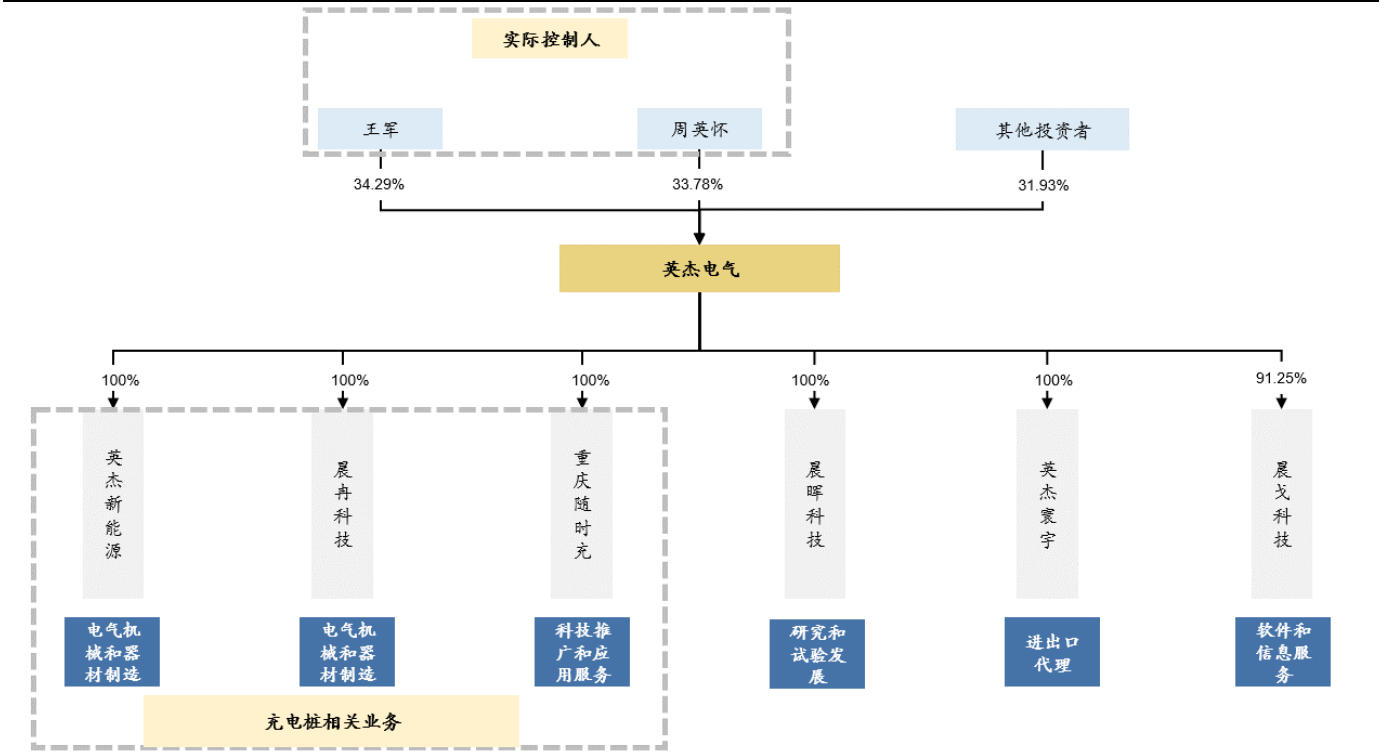 实际控制人
王军
周英怀
其他投资者
34.29%
33.78%
31.93%
英杰电气
100%
100%
100%
100%
100%
91.25%
英杰新能源
晨冉科技
重庆随时充
晨晖科技
英杰寰宇
晨戈科技
电气机
械和器
材制造
电气机
械和器
材制造
科技推
广和应
用服务
研究和
试验发
展
进出口
代理
软件和
信息服
务
充电桩相关业务